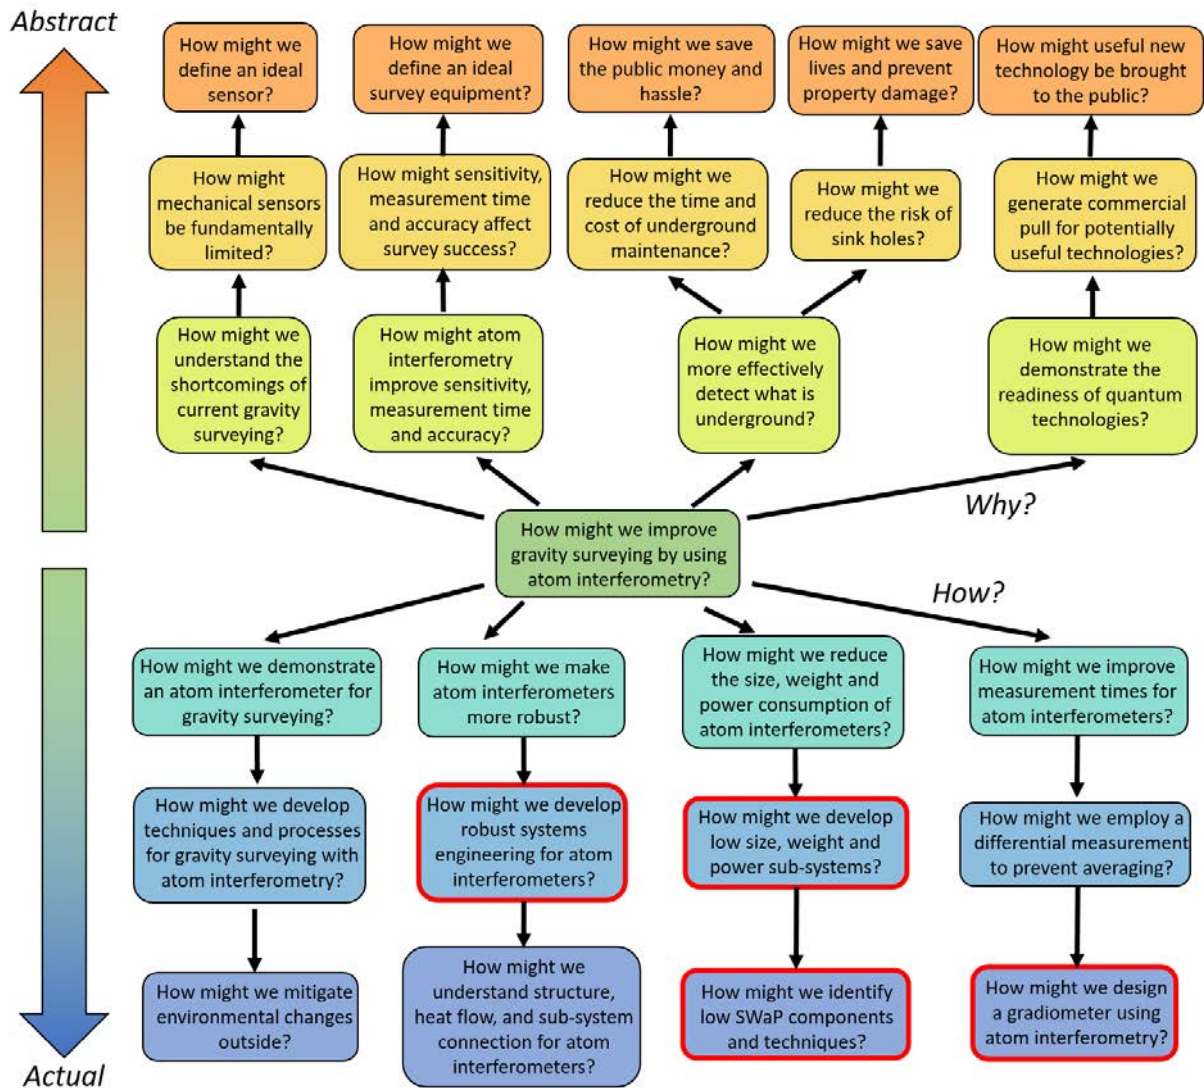 Abstract
How might we
define an ideal
sensor?
How might we
define an ideal
survey equipment?
How might we save
the public money and
hassle?
How might we save
lives and prevent
property damage?
How might useful new
technology be brought
to the public?
How might
mechanical sensors
be fundamentally
limited?
How might sensitivity,
measurement time
and accuracy affect
survey success?
How might we
reduce the time and
cost of underground
maintenance?
How might we
reduce the risk of
sink holes?
How might we
generate commercial
pull for potentially
useful technologies?
How might we
understand the
shortcomings of
current gravity
surveying?
How might atom
interferometry
improve sensitivity,
measurement time
and accuracy?
How might we
more effectively
detect what is
underground?
How might we
demonstrate the
readiness of quantum
technologies?
Why?
How might we improve
gravity surveying by using
atom interferometry?
How?
How might we demonstrate
an atom interferometer for
gravity surveying?
How might we make
atom interferometers
more robust?
How might we reduce
the size, weight and
power consumption of
atom interferometers?
How might we improve
measurement times for
atom interferometers?
How might we develop
techniques and processes
for gravity surveying with
atom interferometry?
How might we develop
robust systems
engineering for atom
interferometers?
How might we develop
low size, weight and
power sub-systems?
How might we employ a
differential measurement
to prevent averaging?
How might we mitigate
environmental changes
outside?
How might we
understand structure,
heat flow, and sub-system
connection for atom
interferometers?
How might we identify
low SWaP components
and techniques?
How might we design
a gradiometer using
atom interferometry?
Actual